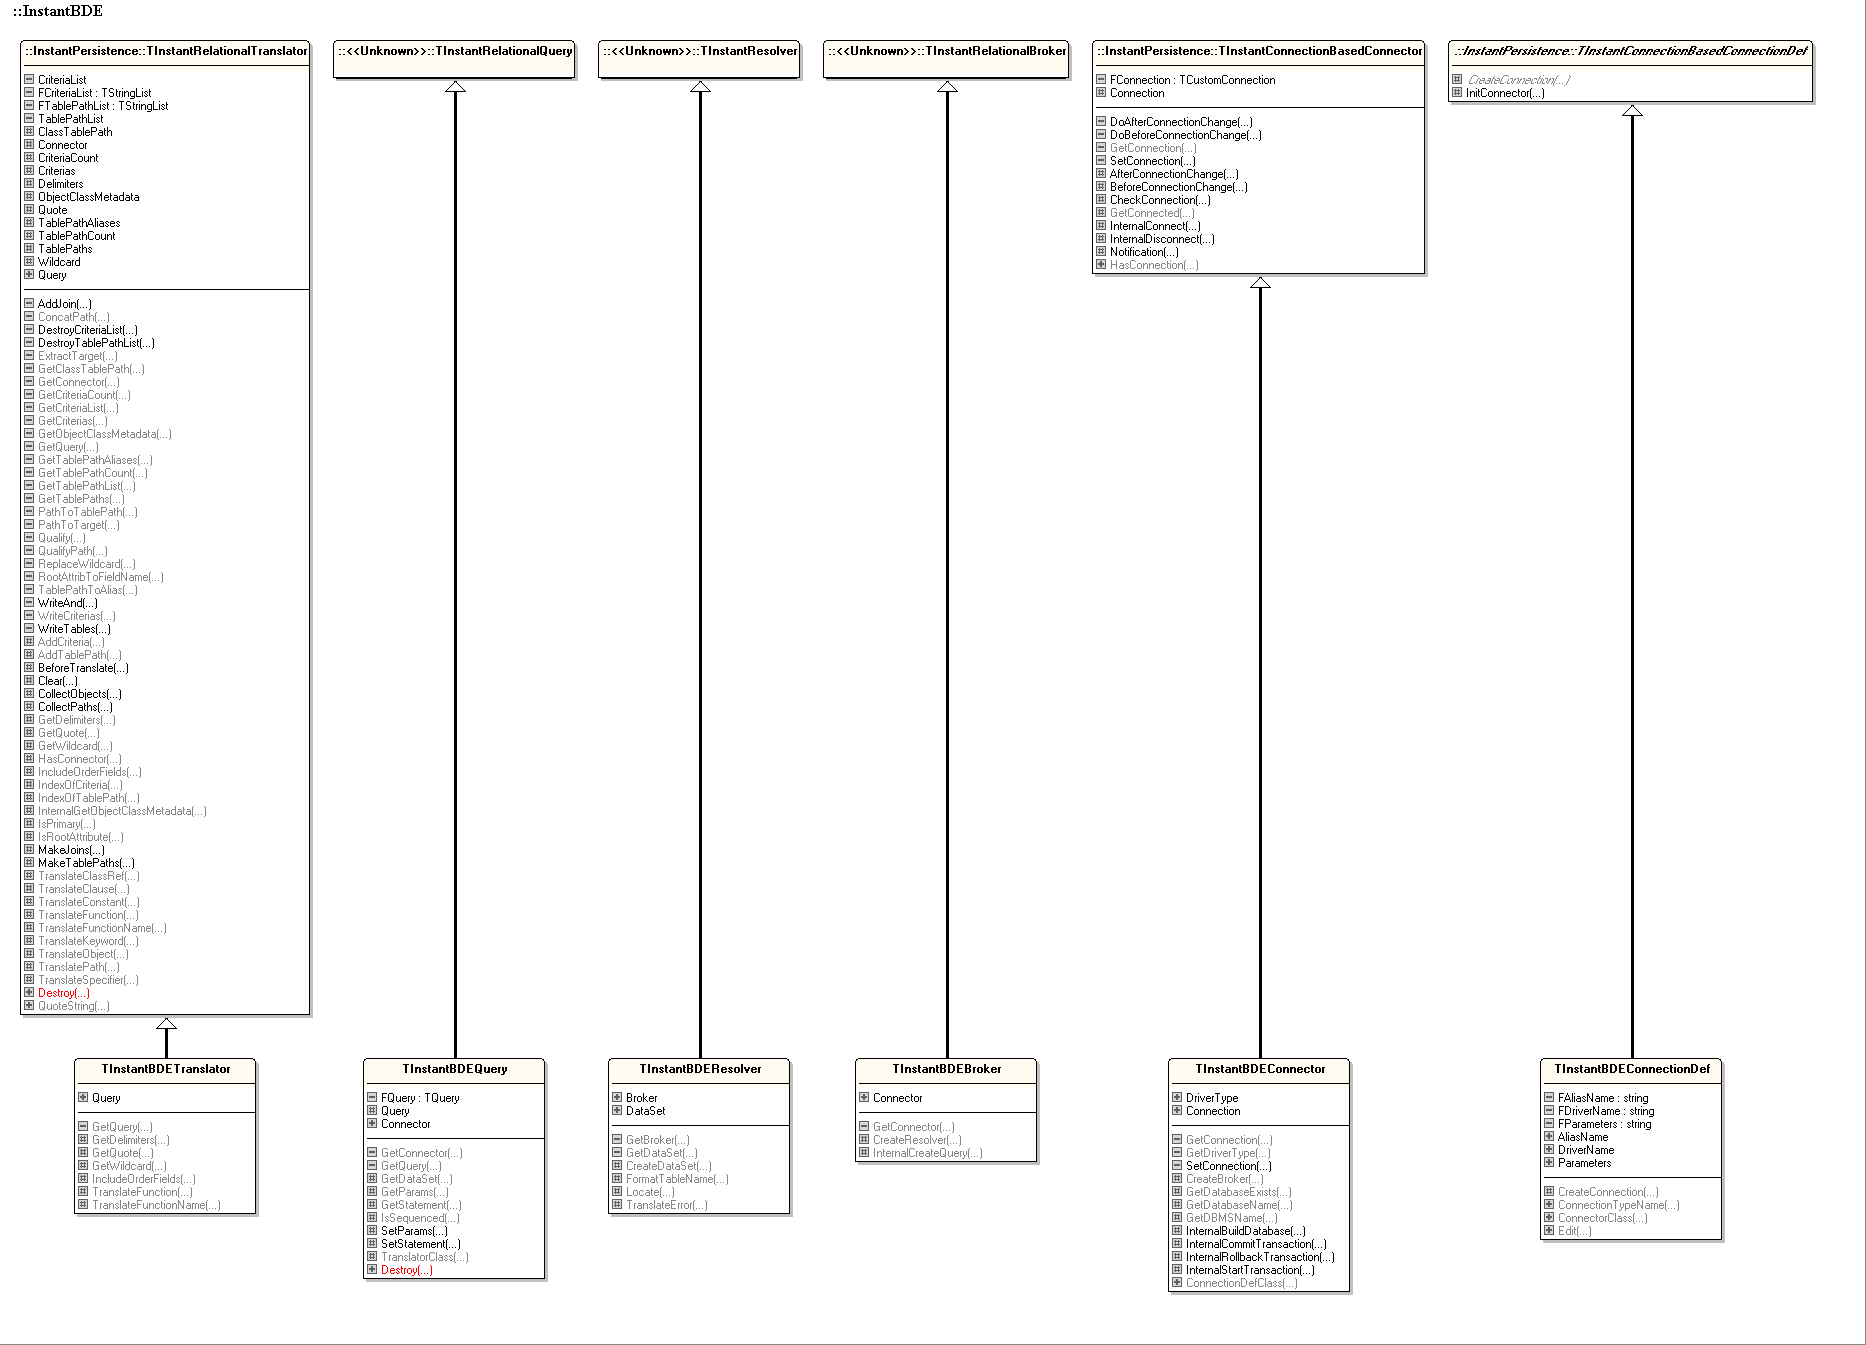 ::InstantBDE
::InstantPersistence::TInstantRelationalTranslator
CriteriaList
FCriteriaList : TStringList
FTablePathList : TStringList
TablePathList
ClassTablePath
Connector
CriteriaCount
Criterias
Delimiters
ObjectClassMetadata
Quote
TablePathAliases
TablePathCount
TablePaths
Wildcard
Query
AddJoin(...)
ConcatPath(...)
DestroyCriteriaList(...)
DestroyTablePathList(...)
ExtractTarget(...)
GetClassTablePath(...)
GetConnector(...)
GetCriteriaCount(...)
GetCriteriaList(...)
GetCriterias(...)
GetObjectClassMetadata(...)
GetQuery(...)
GetTablePathAliases(...)
GetTablePathCount(...)
GetTablePathList(...)
GetTablePaths(...)
PathToTablePath(...)
PathToTarget(...)
Qualify(...)
QualifyPath(...)
ReplaceWildcard(...)
RootAttribToFieldName(...)
TablePathToAlias(...)
WriteAnd(...)
WriteCriterias(...)
WriteTables(...)
AddCriteria(...)
AddTablePath(...)
BeforeTranslate(...)
Clear(...)
CollectObjects(...)
CollectPaths(...)
GetDelimiters(...)
GetQuote(...)
GetWildcard(...)
HasConnector(...)
IncludeOrderFields(...)
IndexOfCriteria(...)
IndexOfTablePath(...)
InternalGetObjectClassMetadata(...)
IsPrimary(...)
IsRootAttribute(...)
MakeJoins(...)
MakeTablePaths(...)
TranslateClassRef(...)
TranslateClause(...)
TranslateConstant(...)
TranslateFunction(...)
TranslateFunctionName(...)
TranslateKeyword(...)
TranslateObject(...)
TranslatePath(...)
TranslateSpecifier(...)
Destroy(...)
QuoteString(...)
::<<Unknown>>::TInstantRelationalQuery
::<<Unknown>>::TInstantResolver
::<<Unknown>>::TInstantRelationalBroker
::InstantPersistence::TInstantConnectionBasedConnector
FConnection : TCustomConnection
Connection
DoAfterConnectionChange(...)
DoBeforeConnectionChange(...)
GetConnection(...)
SetConnection(...)
AfterConnectionChange(...)
BeforeConnectionChange(...)
CheckConnection(...)
GetConnected(...)
InternalConnect(...)
InternalDisconnect(...)
Notification(...)
HasConnection(...)
::InstantPersistence::TInstantConnectionBasedConnectionDef
CreateConnection(...)
InitConnector(...)
TInstantBDETranslator
Query
GetQuery(...)
GetDelimiters(...)
GetQuote(...)
GetWildcard(...)
IncludeOrderFields(...)
TranslateFunction(...)
TranslateFunctionName(...)
TInstantBDEQuery
FQuery : TQuery
Query
Connector
GetConnector(...)
GetQuery(...)
GetDataSet(...)
GetParams(...)
GetStatement(...)
IsSequenced(...)
SetParams(...)
SetStatement(...)
TranslatorClass(...)
Destroy(...)
TInstantBDEResolver
Broker
DataSet
GetBroker(...)
GetDataSet(...)
CreateDataSet(...)
FormatTableName(...)
Locate(...)
TranslateError(...)
TInstantBDEBroker
Connector
GetConnector(...)
CreateResolver(...)
InternalCreateQuery(...)
TInstantBDEConnector
DriverType
Connection
GetConnection(...)
GetDriverType(...)
SetConnection(...)
CreateBroker(...)
GetDatabaseExists(...)
GetDatabaseName(...)
GetDBMSName(...)
InternalBuildDatabase(...)
InternalCommitTransaction(...)
InternalRollbackTransaction(...)
InternalStartTransaction(...)
ConnectionDefClass(...)
TInstantBDEConnectionDef
FAliasName : string
FDriverName : string
FParameters : string
AliasName
DriverName
Parameters
CreateConnection(...)
ConnectionTypeName(...)
ConnectorClass(...)
Edit(...)